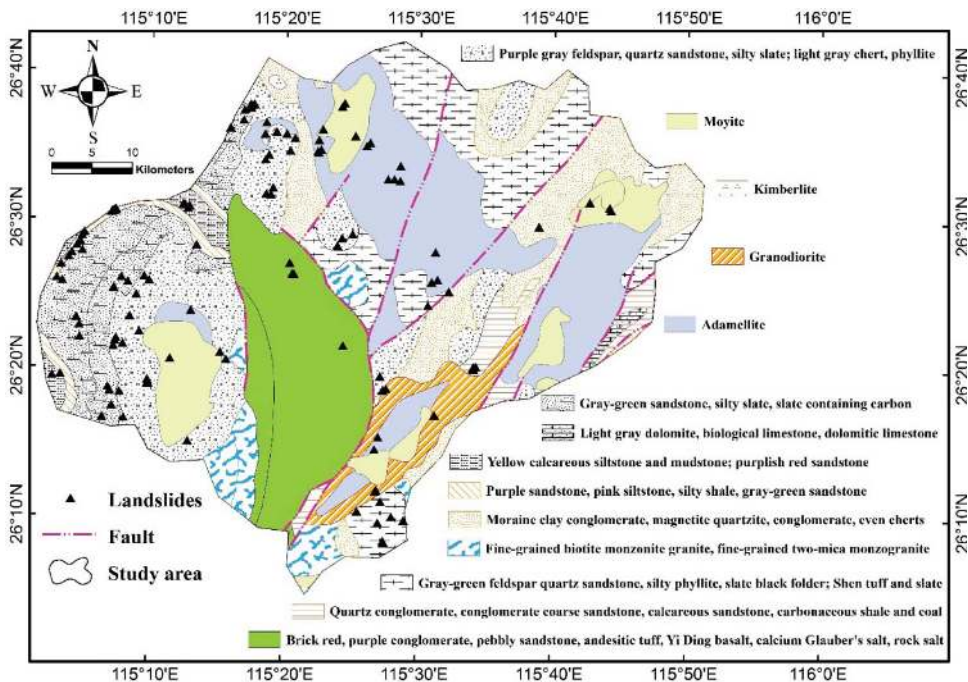 115°10'E 115°20'E 115°30'E 115°40'E 115°50'E 116°0'E
26°40'N 26°40'N
26°30'N 26°30'N
26°20'N 26°20'N
26°10'N 26°10'N
N
W E
S
0 5 10
Kilometers
Purple gray feldspar, quartz sandstone, silty slate; light gray chert, phyllite
Moyite
Kimberlite
Granodiorite
Adamellite
Gray-green sandstone, silty slate, slate containing carbon
Light gray dolomite, biological limestone, dolomitic limestone
Yellow calcareous siltstone and mudstone; purplish red sandstone
Purple sandstone, pink siltstone, silty shale, gray-green sandstone
Moraine clay conglomerate, magnetite quartzite, conglomerate, even cherts
Fine-grained biotite monzonite granite, fine-grained two-mica monzogranite
Gray-green feldspar quartz sandstone, silty phyllite, slate black folder; Shen tuff and slate
Quartz conglomerate, conglomerate coarse sandstone, calcareous sandstone, carbonaceous shale and coal
Brick red, purple conglomerate, pebbly sandstone, andesitic tuff, Yi Ding basalt, calcium Glauber's salt, rock salt
Landslides
Fault
Study area
115°10'E 115°20'E 115°30'E 115°40'E 115°50'E 116°0'E